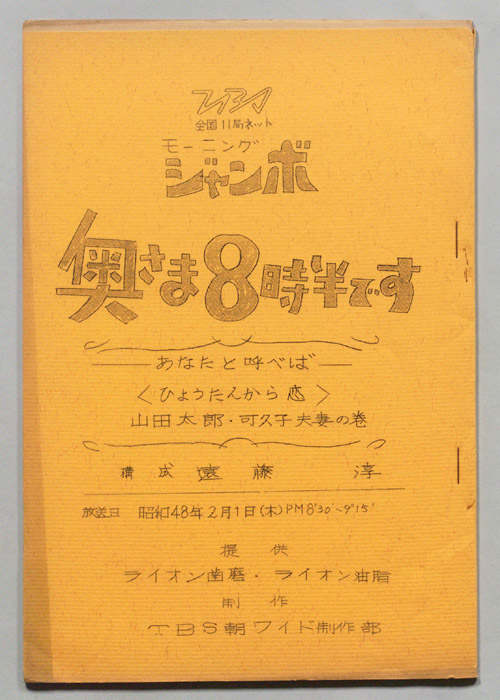 TBS
全国11局ネット
モーニング
ジャンボ
奥さま8時半です
あなたと呼べば
〈ひょうたんから恋〉
山田太郎・可久子夫妻の巻
構成 遠藤 淳
放送日 昭和48年2月1日(木)PM8°30'~9°15'
提供
ライオン歯磨・ライオン油脂
制作
TBS朝ワイド制作部